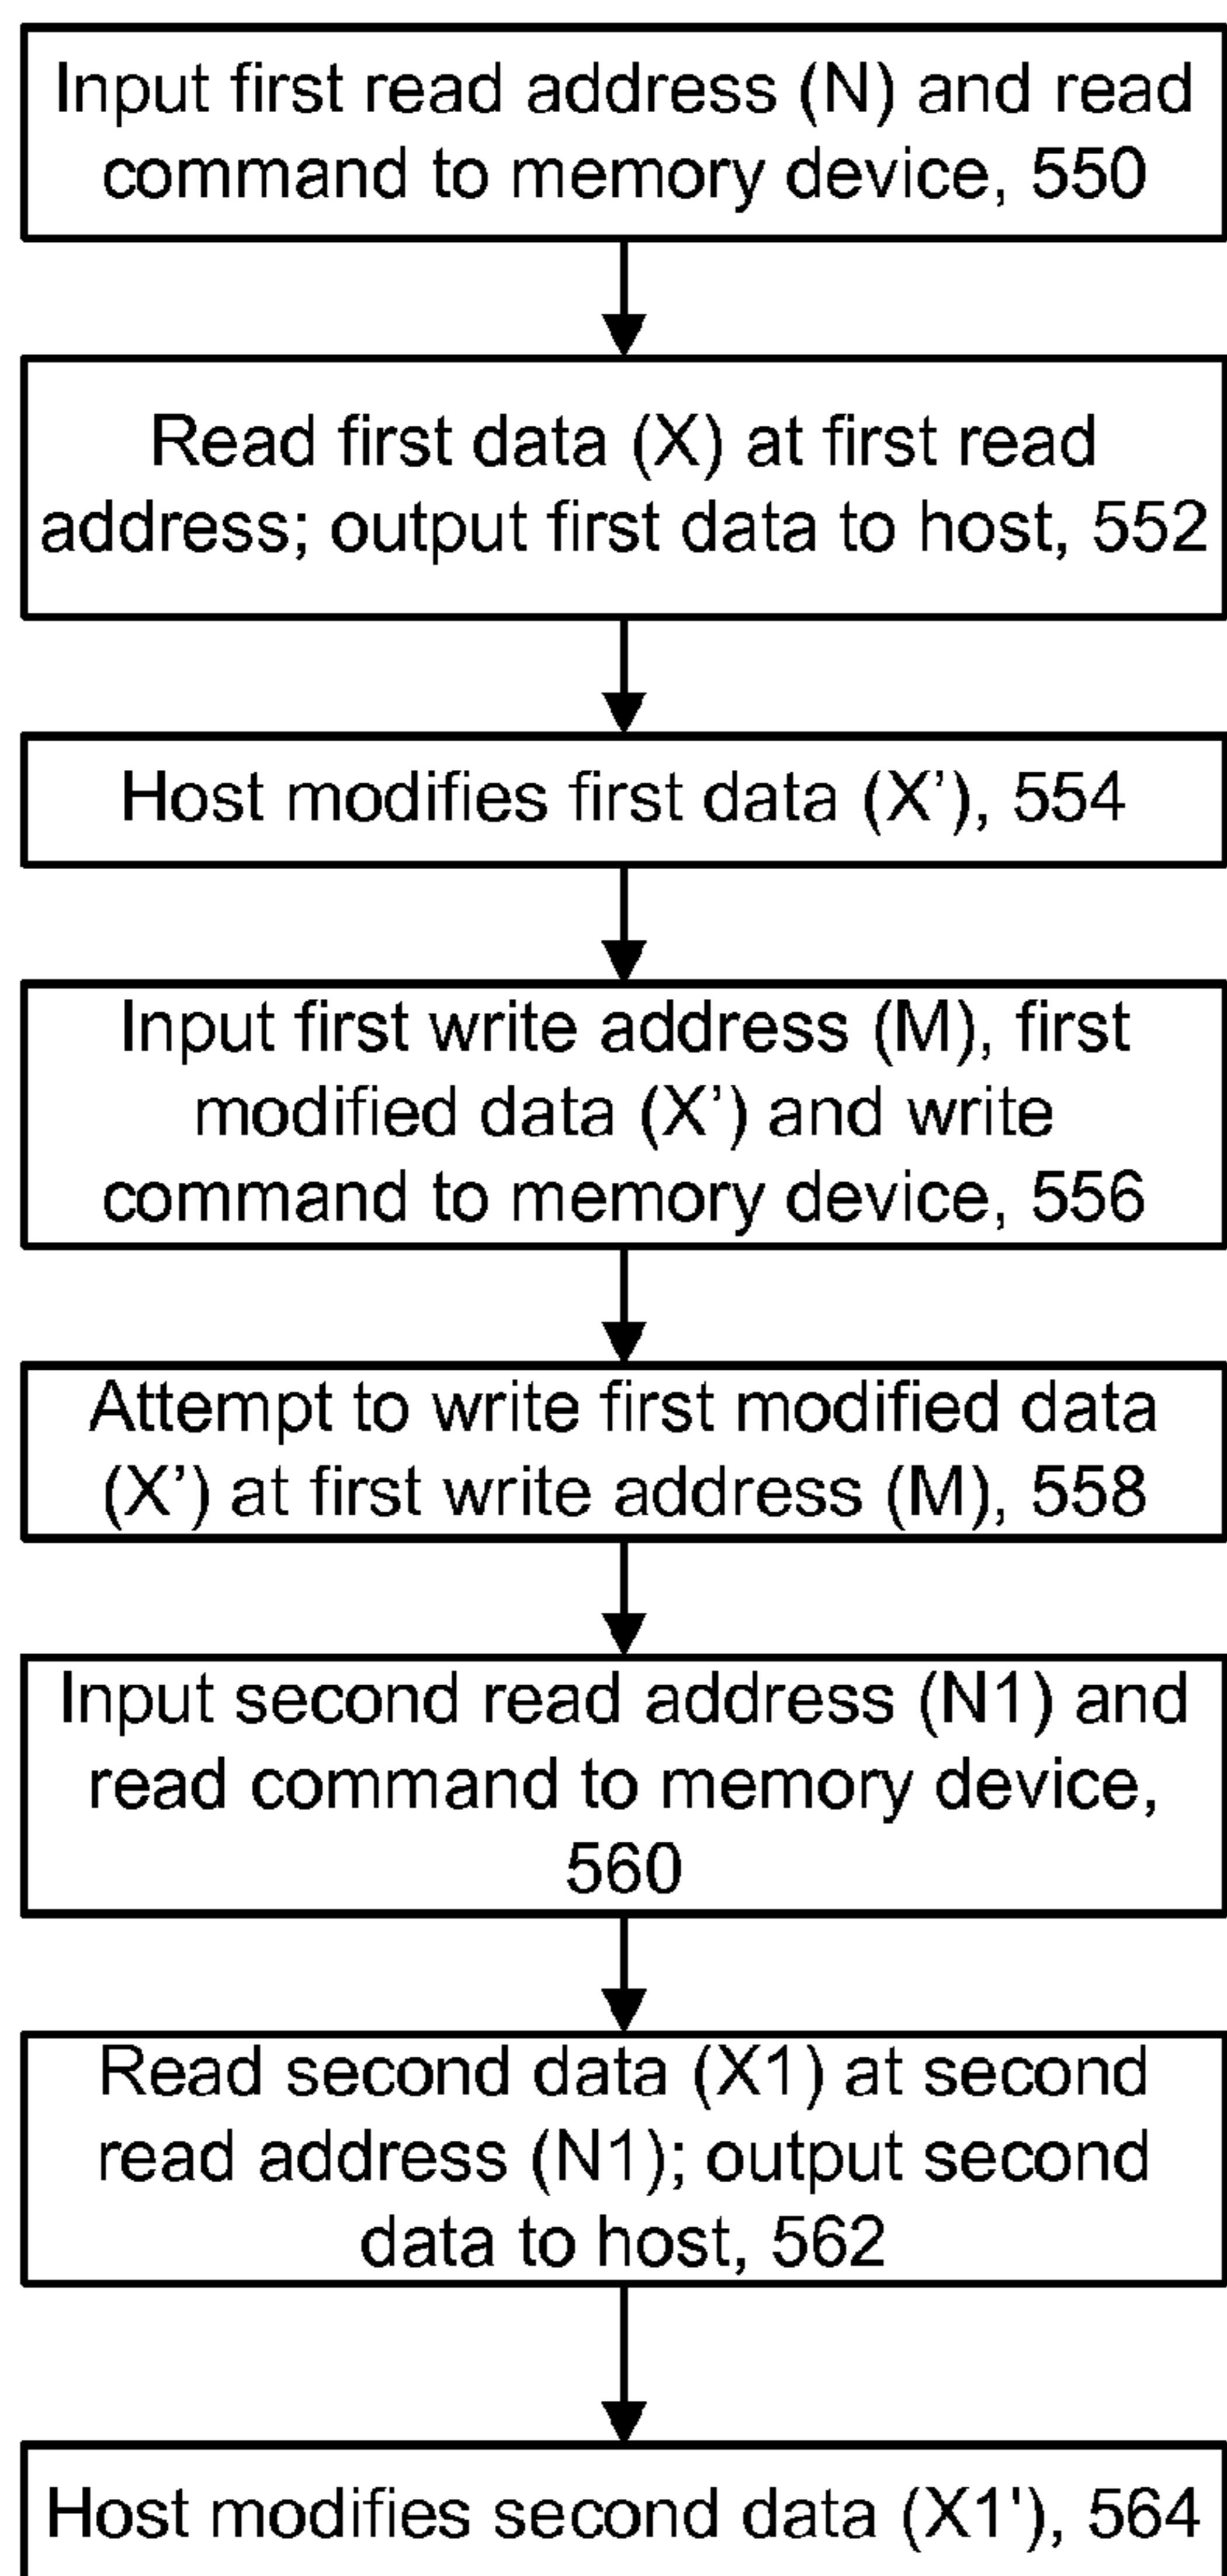 Input first read address (N) and read
command to memory device, 550
Read first data (X) at first read
address; output first data to host, 552
Host modifies first data (X’), 554
Input first write address (M), first
modified data (X’) and write
command to memory device, 556
Attempt to write first modified data
(X’) at first write address (M), 558
Input second read address (N1) and
read command to memory device,
560
Read second data (X1) at second
read address (N1); output second
data to host, 562
Host modifies second data (X1'), 564